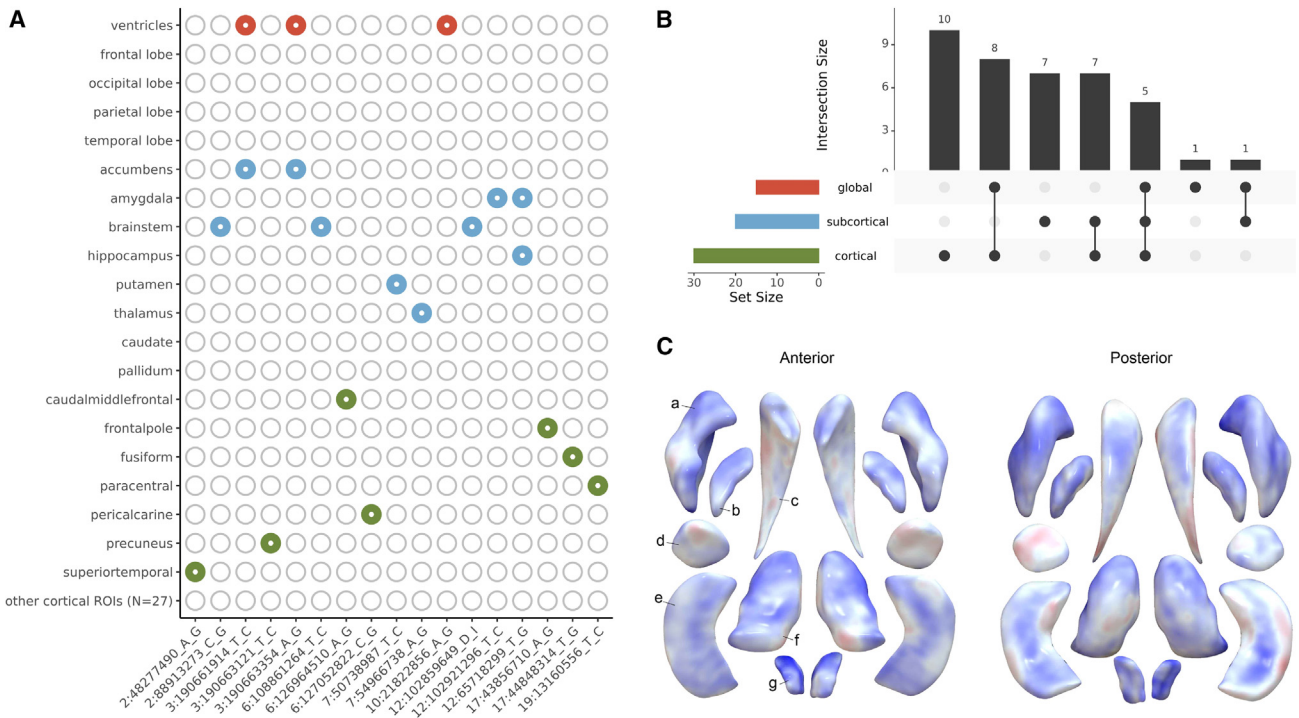 A
ventricles
frontal lobe
occipital lobe
parietal lobe
temporal lobe
accumbens
amygdala
brainstem
hippocampus
putamen
thalamus
caudate
pallidum
caudalmiddlefrontal
frontalpole
fusiform
paracentral
pericalcarine
precuneus
superiortemporal
other cortical ROIs (N=27)
2:48277490_A_G
2:88913273_C_G
3:190661914_T_C
3:190663121_T_C
3:190663354_A_G
6:108861264_T_C
6:126964510_A_G
6:127052822_C_G
7:50738987_T_C
7:54966738_A_G
10:21822856_A_G
12:102859649_D_I
12:102921296_T_C
12:65718299_T_G
17:43856710_A_G
17:44848314_T_G
19:13160556_T_C
B
Intersection Size
9
6
3
0
10
8
7
7
5
1
1
global
subcortical
cortical
30 20 10 0
Set Size
C
Anterior
Posterior
a
b
c
d
e
f
g